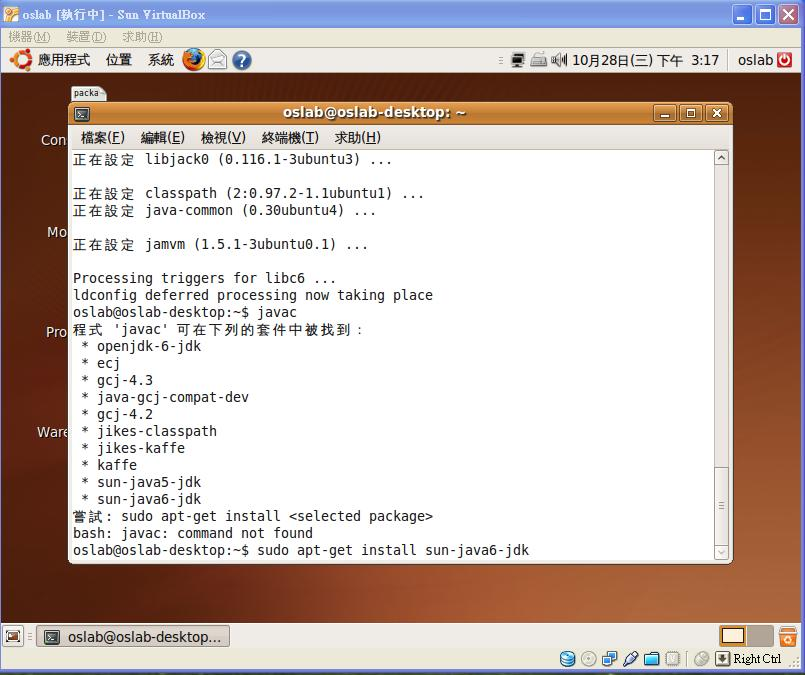 oslab [執行中] - Sun VirtualBox
機器(M) 裝置(D) 求助(H)
應用程式 位置 系統 10月28日(三) 下午 3:17 oslab
packa
oslab@oslab-desktop: ~
檔案(F) 編輯(E) 檢視(V) 終端機(T) 求助(H)
正在設定 libjack0 (0.116.1-3ubuntu3) ...
正在設定 classpath (2:0.97.2-1.1ubuntu1) ...
正在設定 java-common (0.30ubuntu4) ...
正在設定 jamvm (1.5.1-3ubuntu0.1) ...
Processing triggers for libc6 ...
ldconfig deferred processing now taking place
oslab@oslab-desktop:~$ javac
程式 'javac' 可在下列的套件中被找到：
* openjdk-6-jdk
* ecj
* gcj-4.3
* java-gcj-compat-dev
* gcj-4.2
* jikes-classpath
* jikes-kaffe
* kaffe
* sun-java5-jdk
* sun-java6-jdk
嘗試: sudo apt-get install <selected package>
bash: javac: command not found
oslab@oslab-desktop:~$ sudo apt-get install sun-java6-jdk
Con
Mo
Pro
Ware
oslab@oslab-desktop...
Right Ctrl